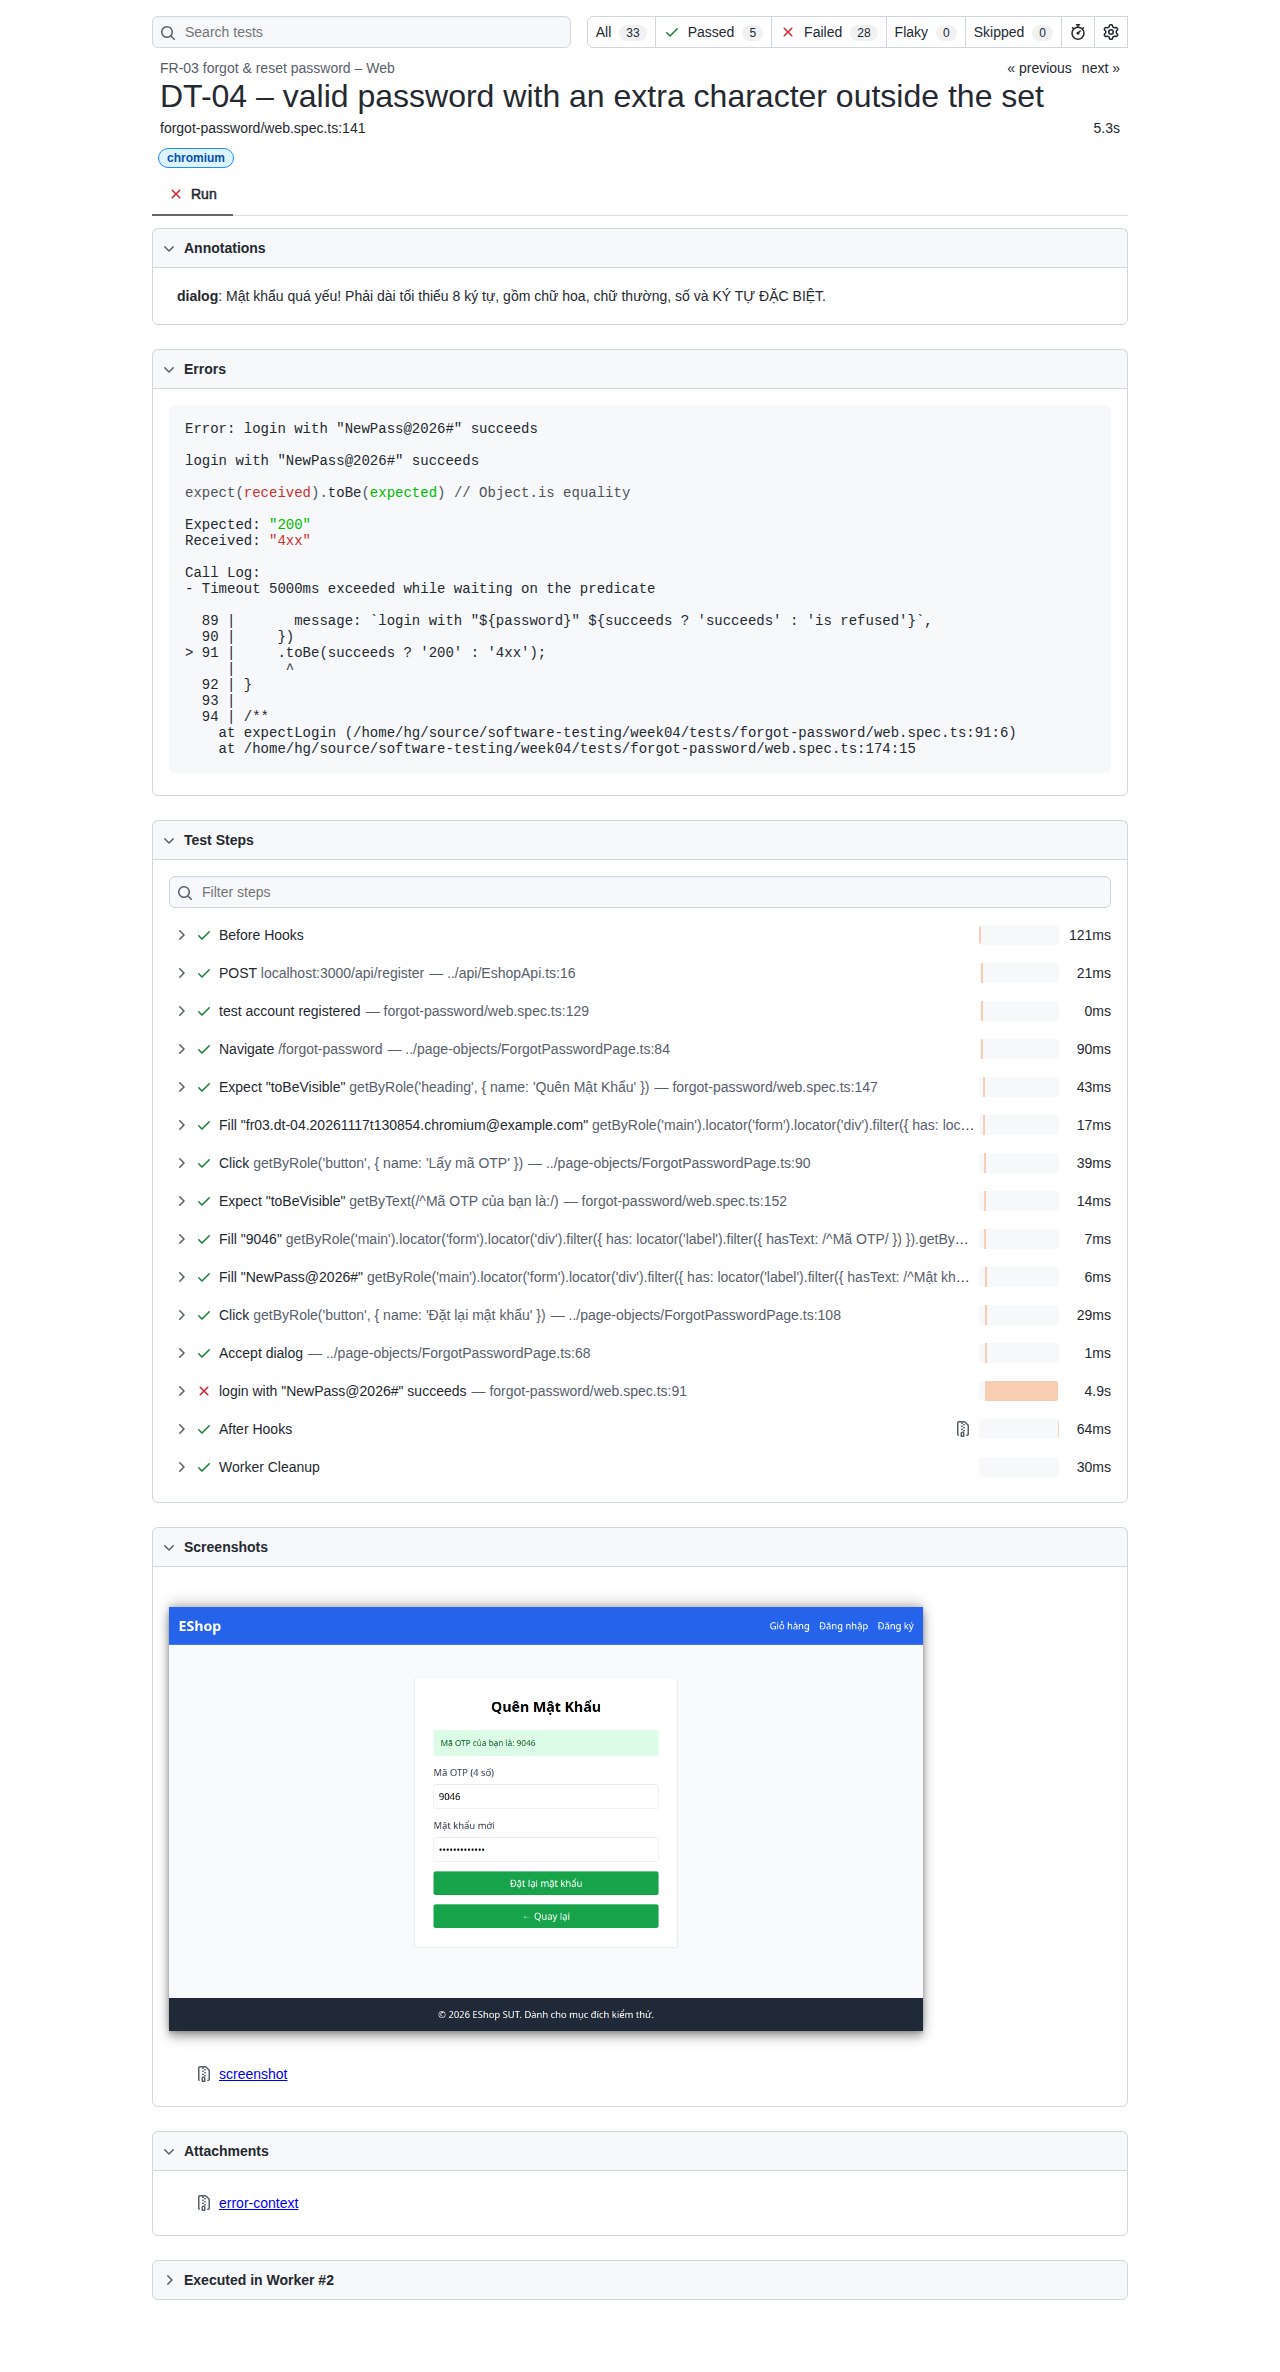 Search tests
All 33 Passed 5 Failed 28 Flaky 0 Skipped 0
FR-03 forgot & reset password – Web
« previous next »
DT-04 – valid password with an extra character outside the set
forgot-password/web.spec.ts:141
5.3s
chromium
Run
Annotations
dialog: Mật khẩu quá yếu! Phải dài tối thiểu 8 ký tự, gồm chữ hoa, chữ thường, số và KÝ TỰ ĐẶC BIỆT.
Errors
Error: login with "NewPass@2026#" succeeds
login with "NewPass@2026#" succeeds
expect(received).toBe(expected) // Object.is equality
Expected: "200"
Received: "4xx"
Call Log:
- Timeout 5000ms exceeded while waiting on the predicate
89 |       message: `login with "${password}" ${succeeds ? 'succeeds' : 'is refused'}`,
90 |     })
> 91 |     .toBe(succeeds ? '200' : '4xx');
|      ^
92 | }
93 |
94 | /**
at expectLogin (/home/hg/source/software-testing/week04/tests/forgot-password/web.spec.ts:91:6)
at /home/hg/source/software-testing/week04/tests/forgot-password/web.spec.ts:174:15
Test Steps
Filter steps
Before Hooks 121ms
POST localhost:3000/api/register — ../api/EshopApi.ts:16 21ms
test account registered — forgot-password/web.spec.ts:129 0ms
Navigate /forgot-password — ../page-objects/ForgotPasswordPage.ts:84 90ms
Expect "toBeVisible" getByRole('heading', { name: 'Quên Mật Khẩu' }) — forgot-password/web.spec.ts:147 43ms
Fill "fr03.dt-04.20261117t130854.chromium@example.com" getByRole('main').locator('form').locator('div').filter({ has: loc… 17ms
Click getByRole('button', { name: 'Lấy mã OTP' }) — ../page-objects/ForgotPasswordPage.ts:90 39ms
Expect "toBeVisible" getByText(/^Mã OTP của bạn là:/) — forgot-password/web.spec.ts:152 14ms
Fill "9046" getByRole('main').locator('form').locator('div').filter({ has: locator('label').filter({ hasText: /^Mã OTP/ }) }).getBy… 7ms
Fill "NewPass@2026#" getByRole('main').locator('form').locator('div').filter({ has: locator('label').filter({ hasText: /^Mật kh… 6ms
Click getByRole('button', { name: 'Đặt lại mật khẩu' }) — ../page-objects/ForgotPasswordPage.ts:108 29ms
Accept dialog — ../page-objects/ForgotPasswordPage.ts:68 1ms
login with "NewPass@2026#" succeeds — forgot-password/web.spec.ts:91 4.9s
After Hooks 64ms
Worker Cleanup 30ms
Screenshots
EShop
Giỏ hàng Đăng nhập Đăng ký
Quên Mật Khẩu
Mã OTP của bạn là: 9046
Mã OTP (4 số)
9046
Mật khẩu mới
•••••••••••••
Đặt lại mật khẩu
← Quay lại
© 2026 EShop SUT. Dành cho mục đích kiểm thử.
screenshot
Attachments
error-context
Executed in Worker #2